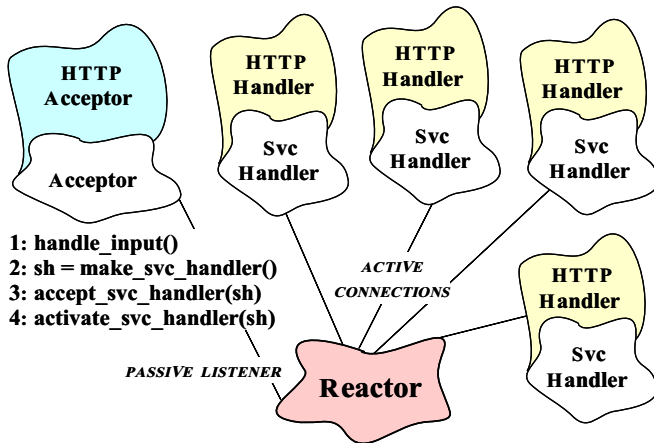 HTTP
Acceptor
Acceptor
HTTP
Handler
Svc
Handler
HTTP
Handler
Svc
Handler
HTTP
Handler
Svc
Handler
1: handle_input()
2: sh = make_svc_handler()
3: accept_svc_handler(sh)
4: activate_svc_handler(sh)
ACTIVE
CONNECTIONS
HTTP
Handler
Svc
Handler
PASSIVE LISTENER
Reactor